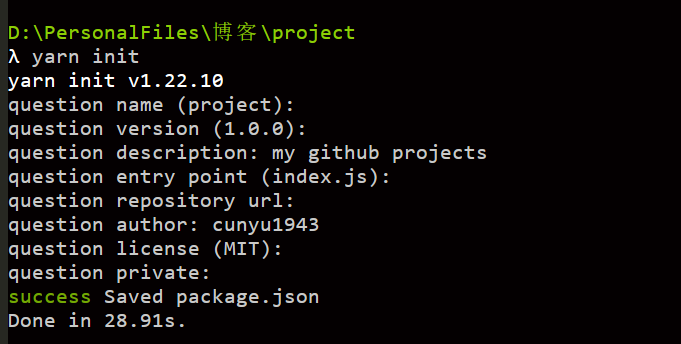 D:\PersonalFiles\博客\project
λ yarn init
yarn init v1.22.10
question name (project):
question version (1.0.0):
question description: my github projects
question entry point (index.js):
question repository url:
question author: cunyu1943
question license (MIT):
question private:
success Saved package.json
Done in 28.91s.